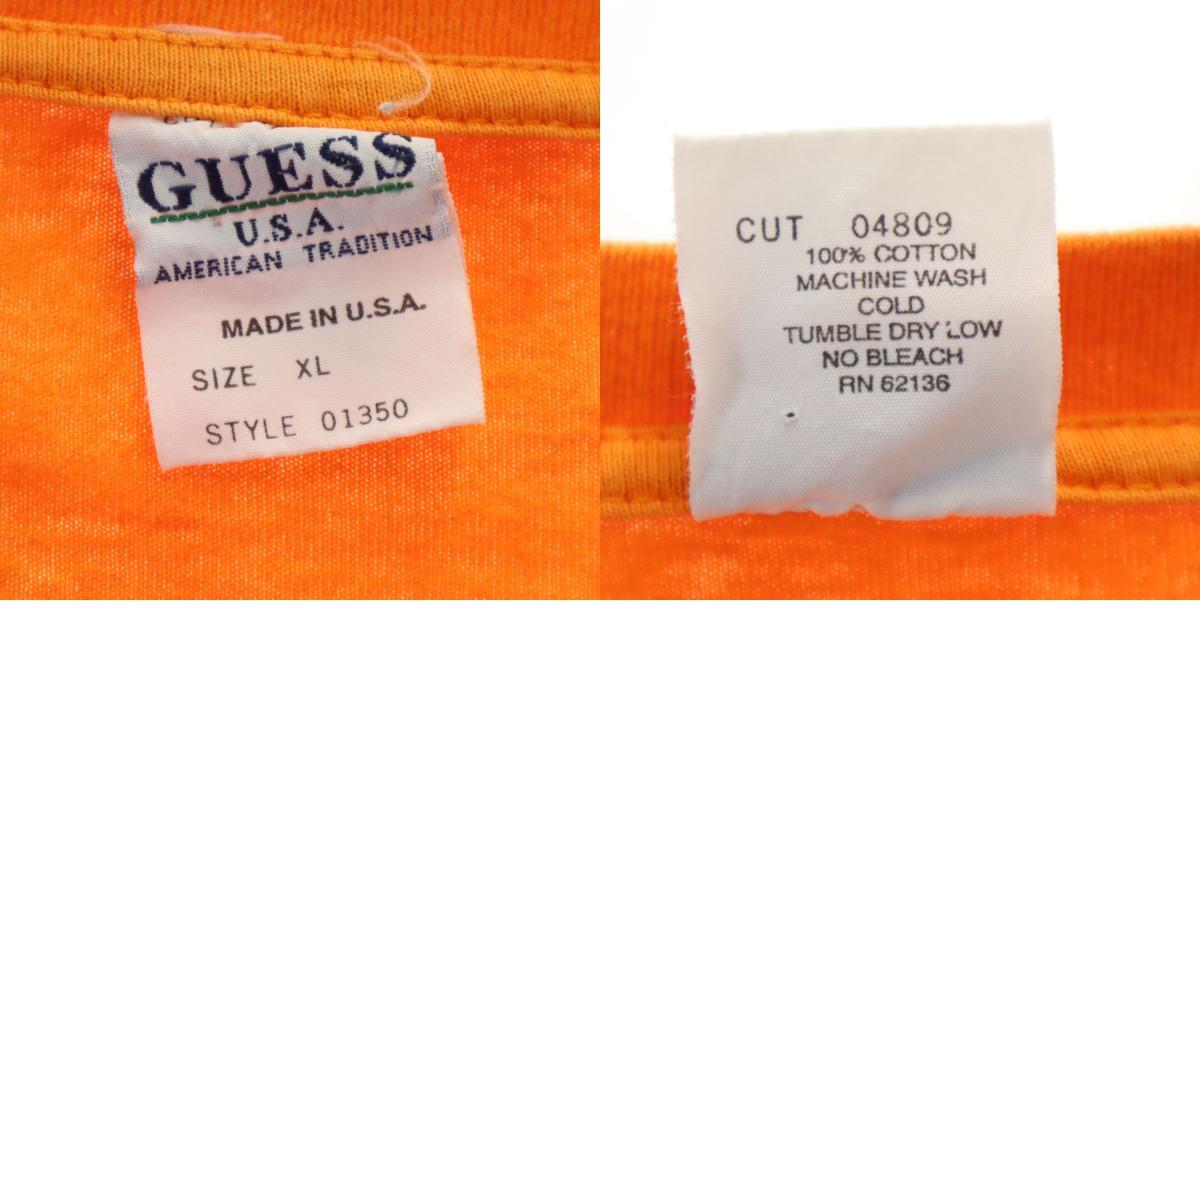 GUESS
U.S.A.
AMERICAN TRADITION
MADE IN U.S.A.
SIZE XL
STYLE 01350
CUT 04809
100% COTTON
MACHINE WASH
COLD
TUMBLE DRY LOW
NO BLEACH
RN 62136